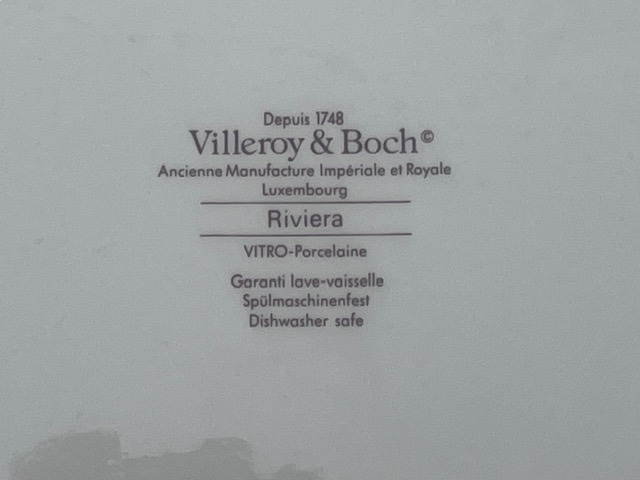 Depuis 1748
Villeroy & Boch©
Ancienne Manufacture Impériale et Royale
Luxembourg
Riviera
VITRO-Porcelaine
Garanti lave-vaisselle
Spülmaschinenfest
Dishwasher safe